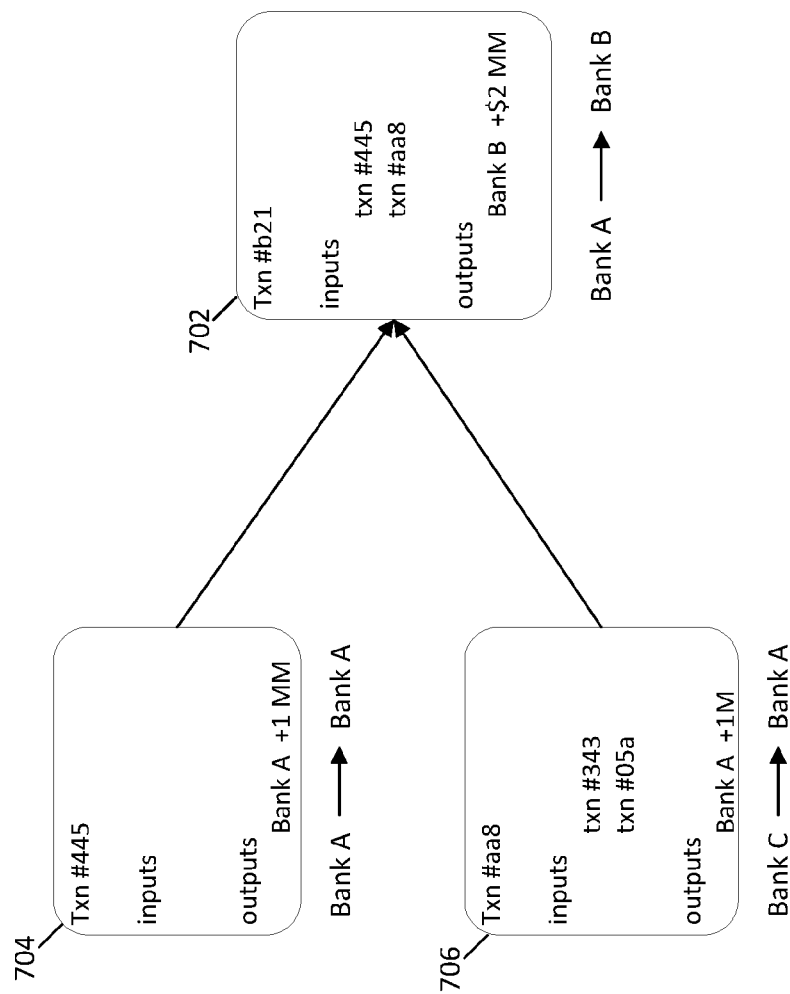 704
Txn #445
inputs
outputs
Bank A +1 MM
Bank A Bank A
706
Txn #aa8
inputs
txn #343
txn #05a
outputs
Bank A +1M
Bank C Bank A
702
Txn #b21
inputs
txn #445
txn #aa8
outputs
Bank B +$2 MM
Bank A Bank B